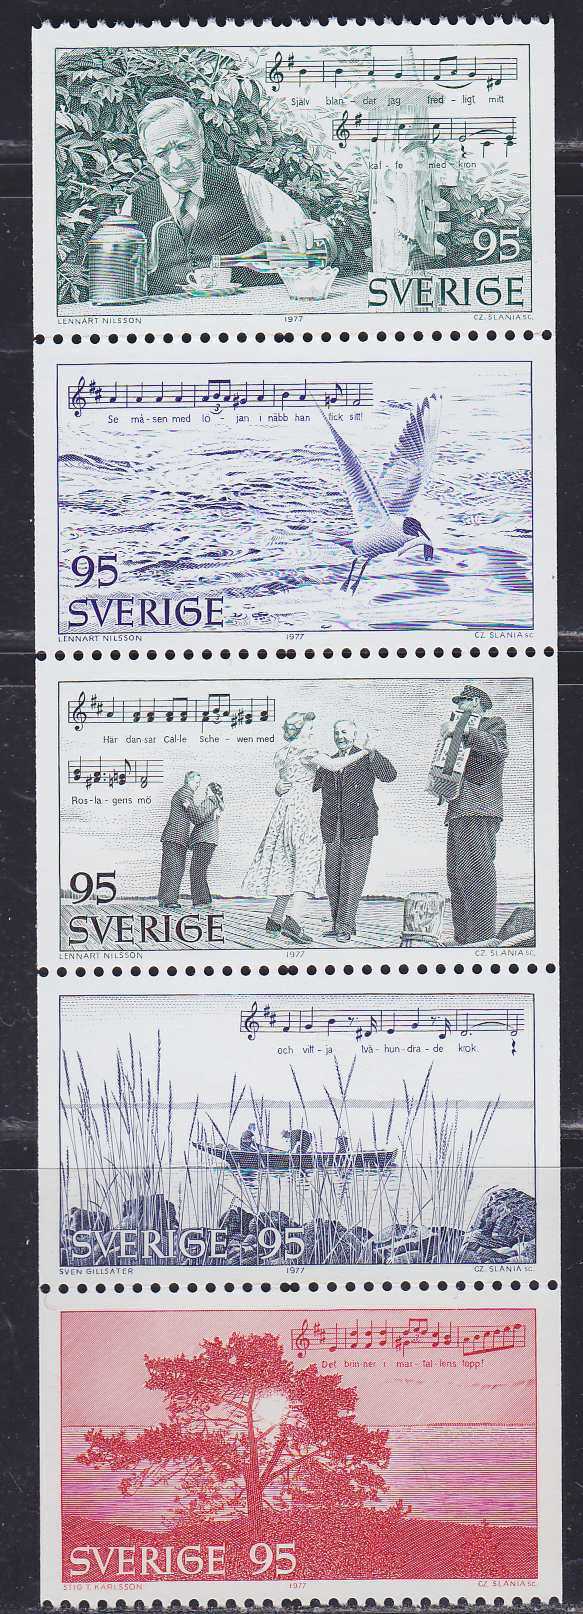 Själv blan- dar jag fred - ligt mitt
kaf - fe med kron
95
SVERIGE
LENNART NILSSON 1977 CZ. SLANIA SC.
Se må-sen med lö - jan i näbb han fick sitt!
95
SVERIGE
LENNART NILSSON 1977 CZ. SLANIA SC.
Här dan-sar Cal-le Sche - wen med
Ros-la-gens mö
95
SVERIGE
LENNART NILSSON 1977 CZ. SLANIA SC.
och vitt-ja två-hun-dra-de krok.
SVERIGE 95
SVEN GILLSÄTER 1977 CZ. SLANIA SC.
Det brin-ner i mar-tal-lens topp!
SVERIGE 95
STIG T. KARLSSON 1977 CZ. SLANIA SC.